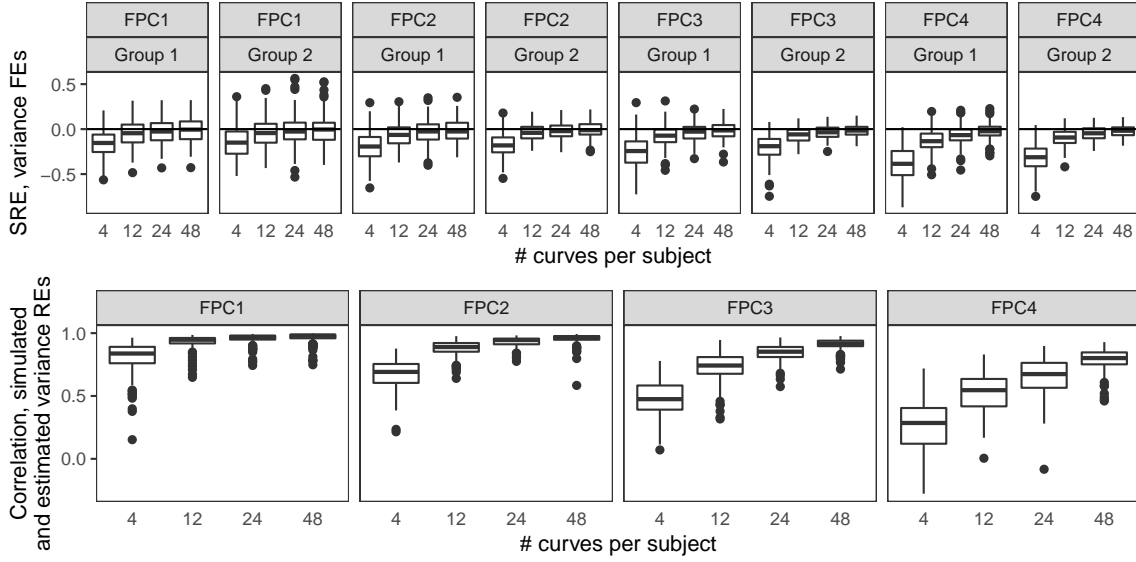 FPC1 FPC1 FPC2 FPC2 FPC3 FPC3 FPC4 FPC4
Group 1 Group 2 Group 1 Group 2 Group 1 Group 2 Group 1 Group 2
SRE, variance FEs
0.5
0.0
−0.5
4 12 24 48 4 12 24 48 4 12 24 48 4 12 24 48 4 12 24 48 4 12 24 48 4 12 24 48 4 12 24 48
# curves per subject
Correlation, simulated
and estimated variance REs
FPC1 FPC2 FPC3 FPC4
1.0
0.5
0.0
4 12 24 48 4 12 24 48 4 12 24 48 4 12 24 48
# curves per subject